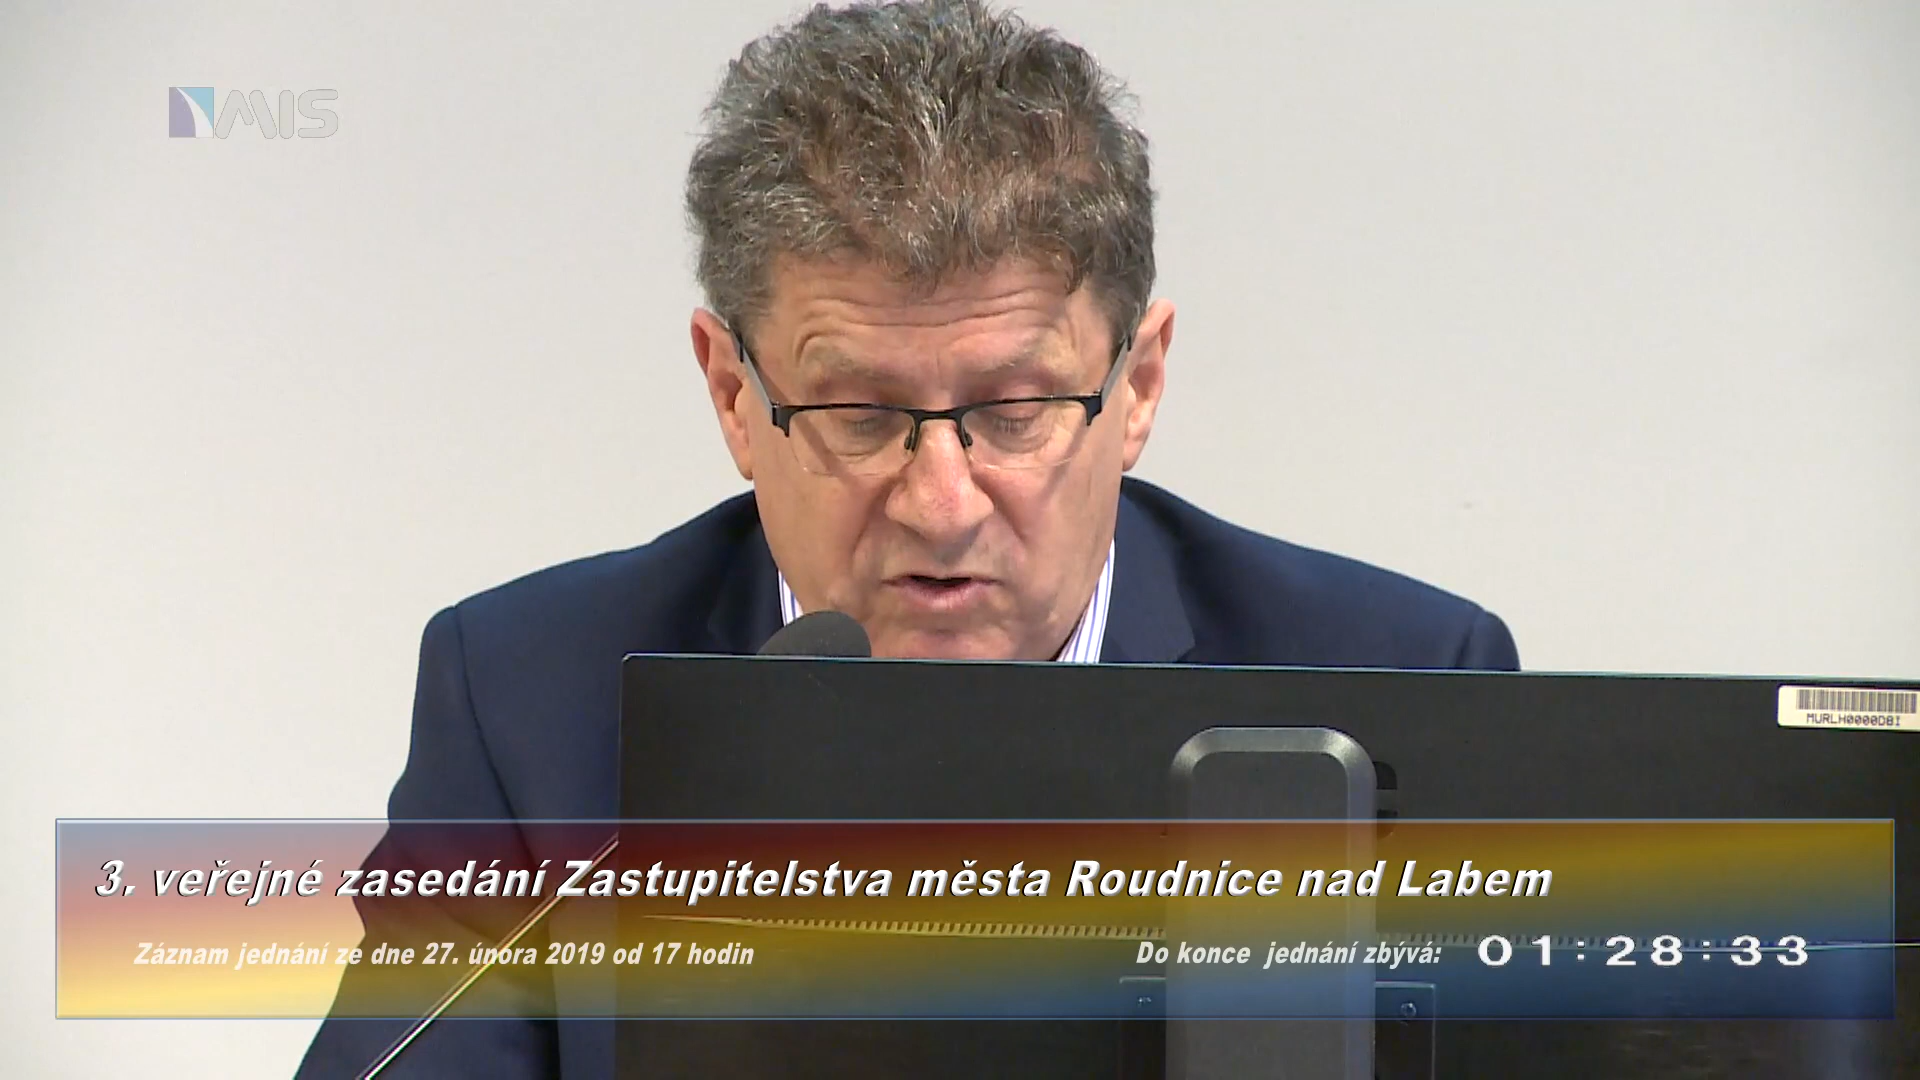 MIS
MURLH0000D8I
3. veřejné zasedání Zastupitelstva města Roudnice nad Labem
Záznam jednání ze dne 27. února 2019 od 17 hodin
Do konce jednání zbývá: 01:28:33